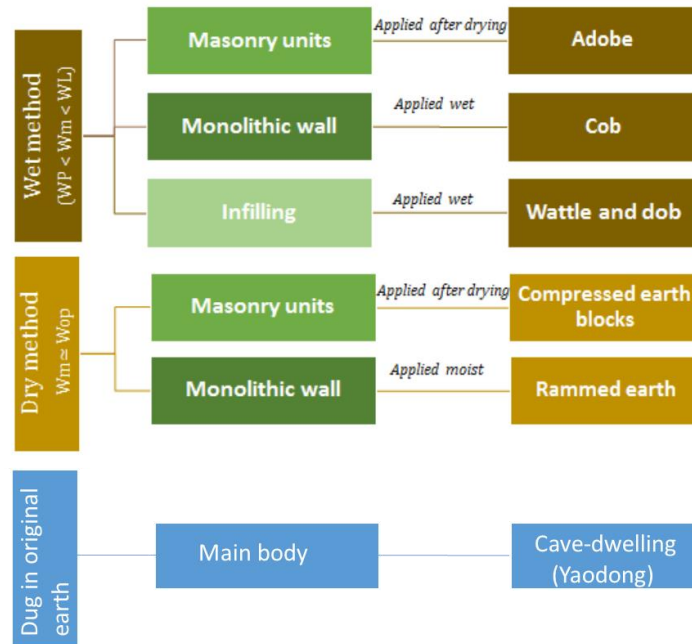 Wet method
(WP < Wm < WL)
Masonry units
Applied after drying
Adobe
Monolithic wall
Applied wet
Cob
Infilling
Applied wet
Wattle and dob
Dry method
Wm ≃ Wop
Masonry units
Applied after drying
Compressed earth
blocks
Monolithic wall
Applied moist
Rammed earth
Dug in original
earth
Main body
Cave-dwelling
(Yaodong)